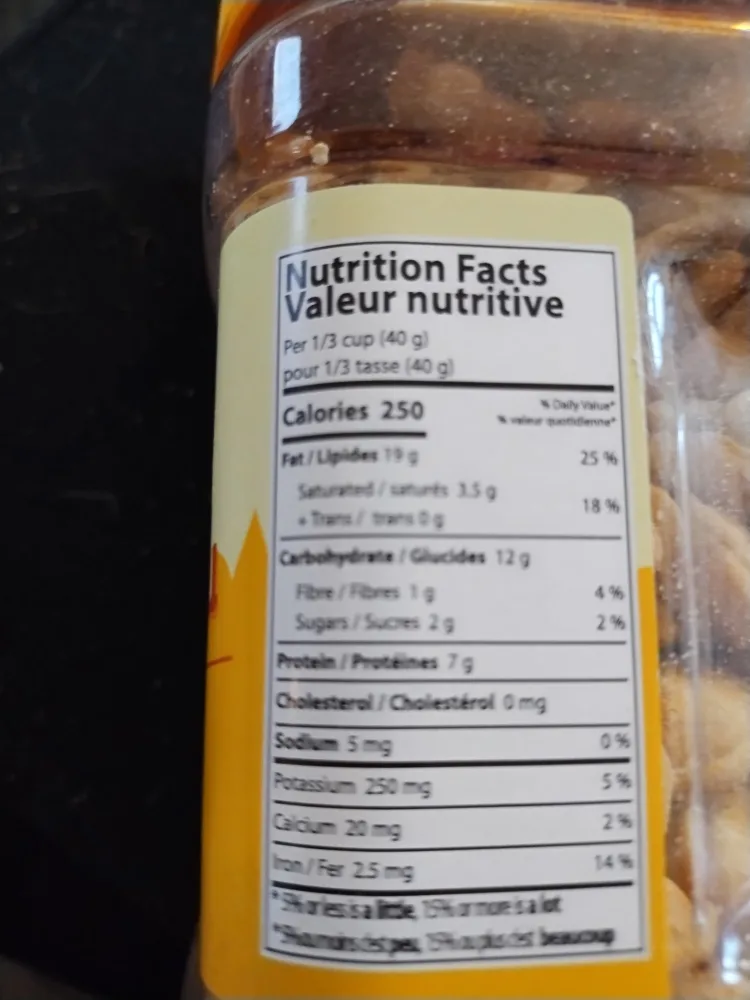 Nutrition Facts
Valeur nutritive
Per 1/3 cup (40 g)
pour 1/3 tasse (40 g)
Calories 250
% Daily Value*
% valeur quotidienne*
Fat / Lipides 19 g 25 %
Saturated / saturés 3.5 g
+ Trans / trans 0 g 18 %
Carbohydrate / Glucides 12 g
Fibre / Fibres 1 g 4 %
Sugars / Sucres 2 g 2 %
Protein / Protéines 7 g
Cholesterol / Cholestérol 0 mg
Sodium 5 mg 0 %
Potassium 250 mg 5 %
Calcium 20 mg 2 %
Iron / Fer 2.5 mg 14 %
* 5% or less is a little, 15% or more is a lot
*5% ou moins c'est peu, 15% ou plus c'est beaucoup